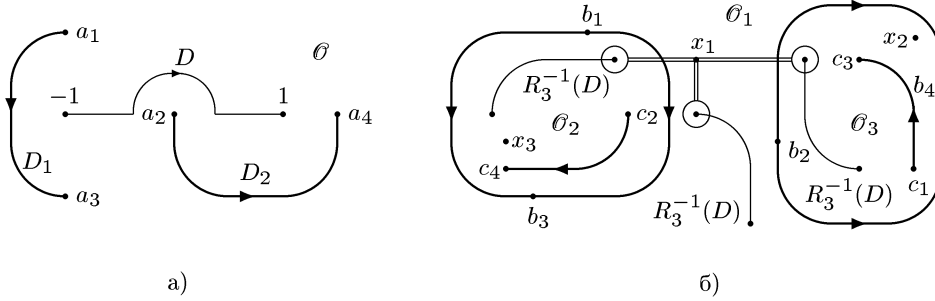 a₁
D
𝒪
−1
a₂
1
a₄
D₁
D₂
a₃
а)
b₁
𝒪₁
x₁
x₂
R₃⁻¹(D)
c₃
b₄
𝒪₂
c₂
𝒪₃
x₃
b₂
c₄
c₁
R₃⁻¹(D)
R₃⁻¹(D)
b₃
б)